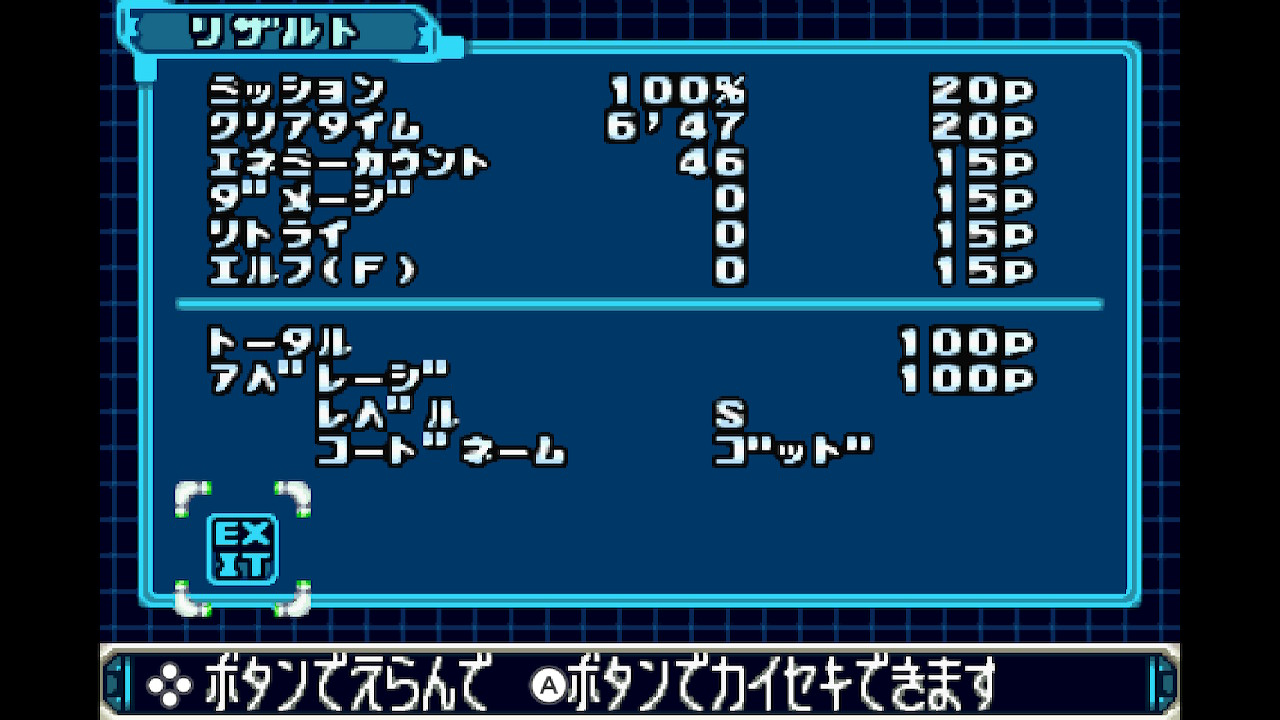 リザルト
ミッション 100% 20P
クリアタイム 6'47 20P
エネミーカウント 46 15P
ダメージ 0 15P
リトライ 0 15P
エルフ(F) 0 15P
トータル 100P
アベレージ 100P
レベル S
コードネーム ゴッド
EX
IT
ボタンでえらんで Ⓐボタンでカイセキできます